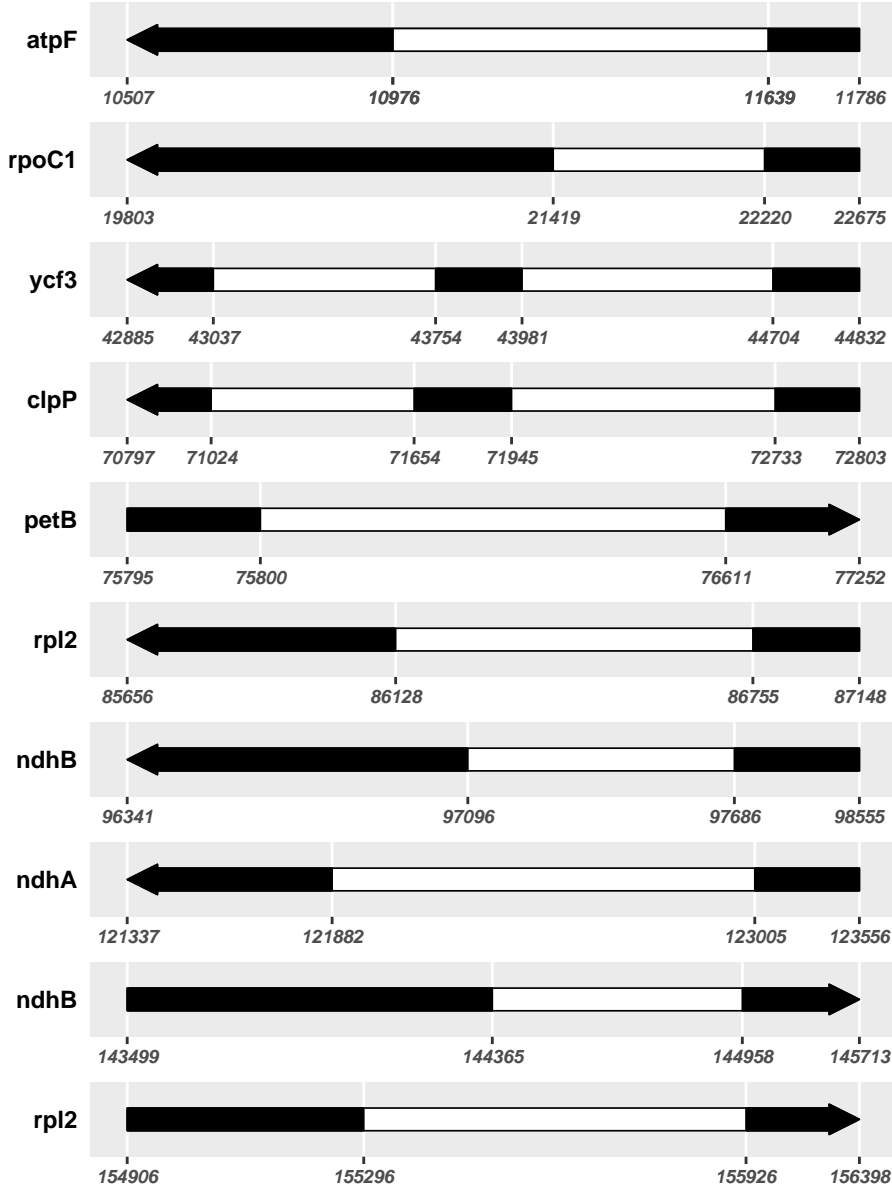 atpF
10507 10976 11639 11786
rpoC1
19803 21419 22220 22675
ycf3
42885 43037 43754 43981 44704 44832
clpP
70797 71024 71654 71945 72733 72803
petB
75795 75800 76611 77252
rpl2
85656 86128 86755 87148
ndhB
96341 97096 97686 98555
ndhA
121337 121882 123005 123556
ndhB
143499 144365 144958 145713
rpl2
154906 155296 155926 156398